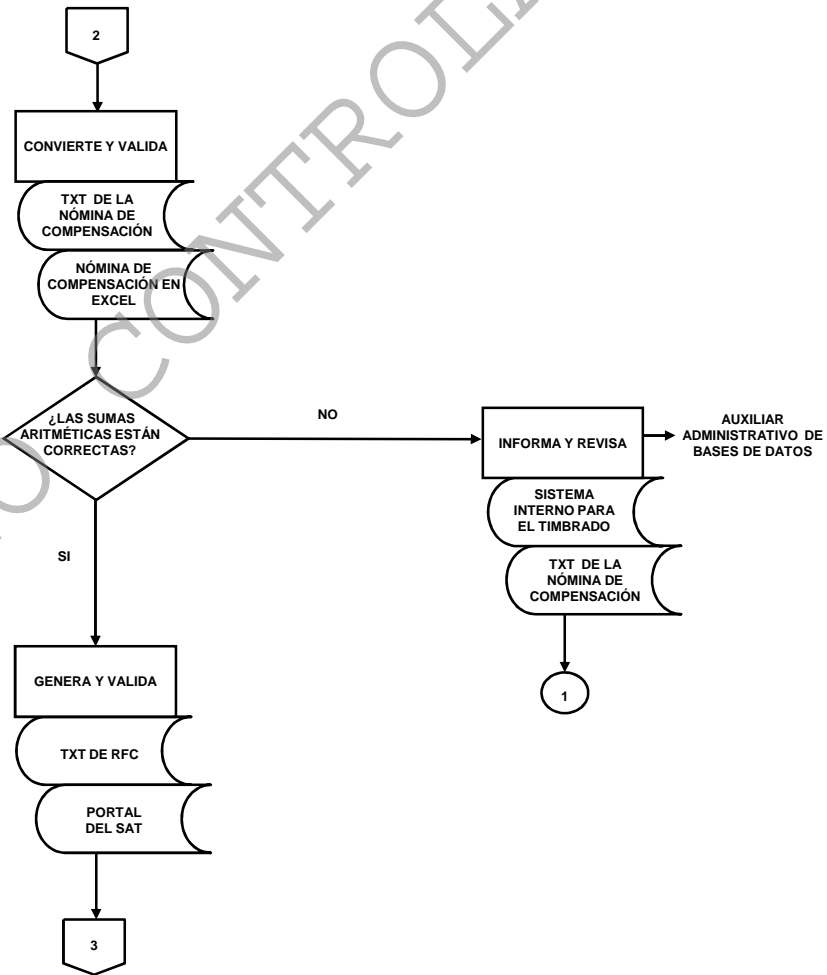 2
CONVIERTE Y VALIDA
TXT DE LA
NÓMINA DE
COMPENSACIÓN
NÓMINA DE
COMPENSACIÓN EN
EXCEL
¿LAS SUMAS
ARITMÉTICAS ESTÁN
CORRECTAS?
NO
INFORMA Y REVISA
AUXILIAR
ADMINISTRATIVO DE
BASES DE DATOS
SISTEMA
INTERNO PARA
EL TIMBRADO
TXT DE LA
NÓMINA DE
COMPENSACIÓN
1
SI
GENERA Y VALIDA
TXT DE RFC
PORTAL
DEL SAT
3
O CONTROL